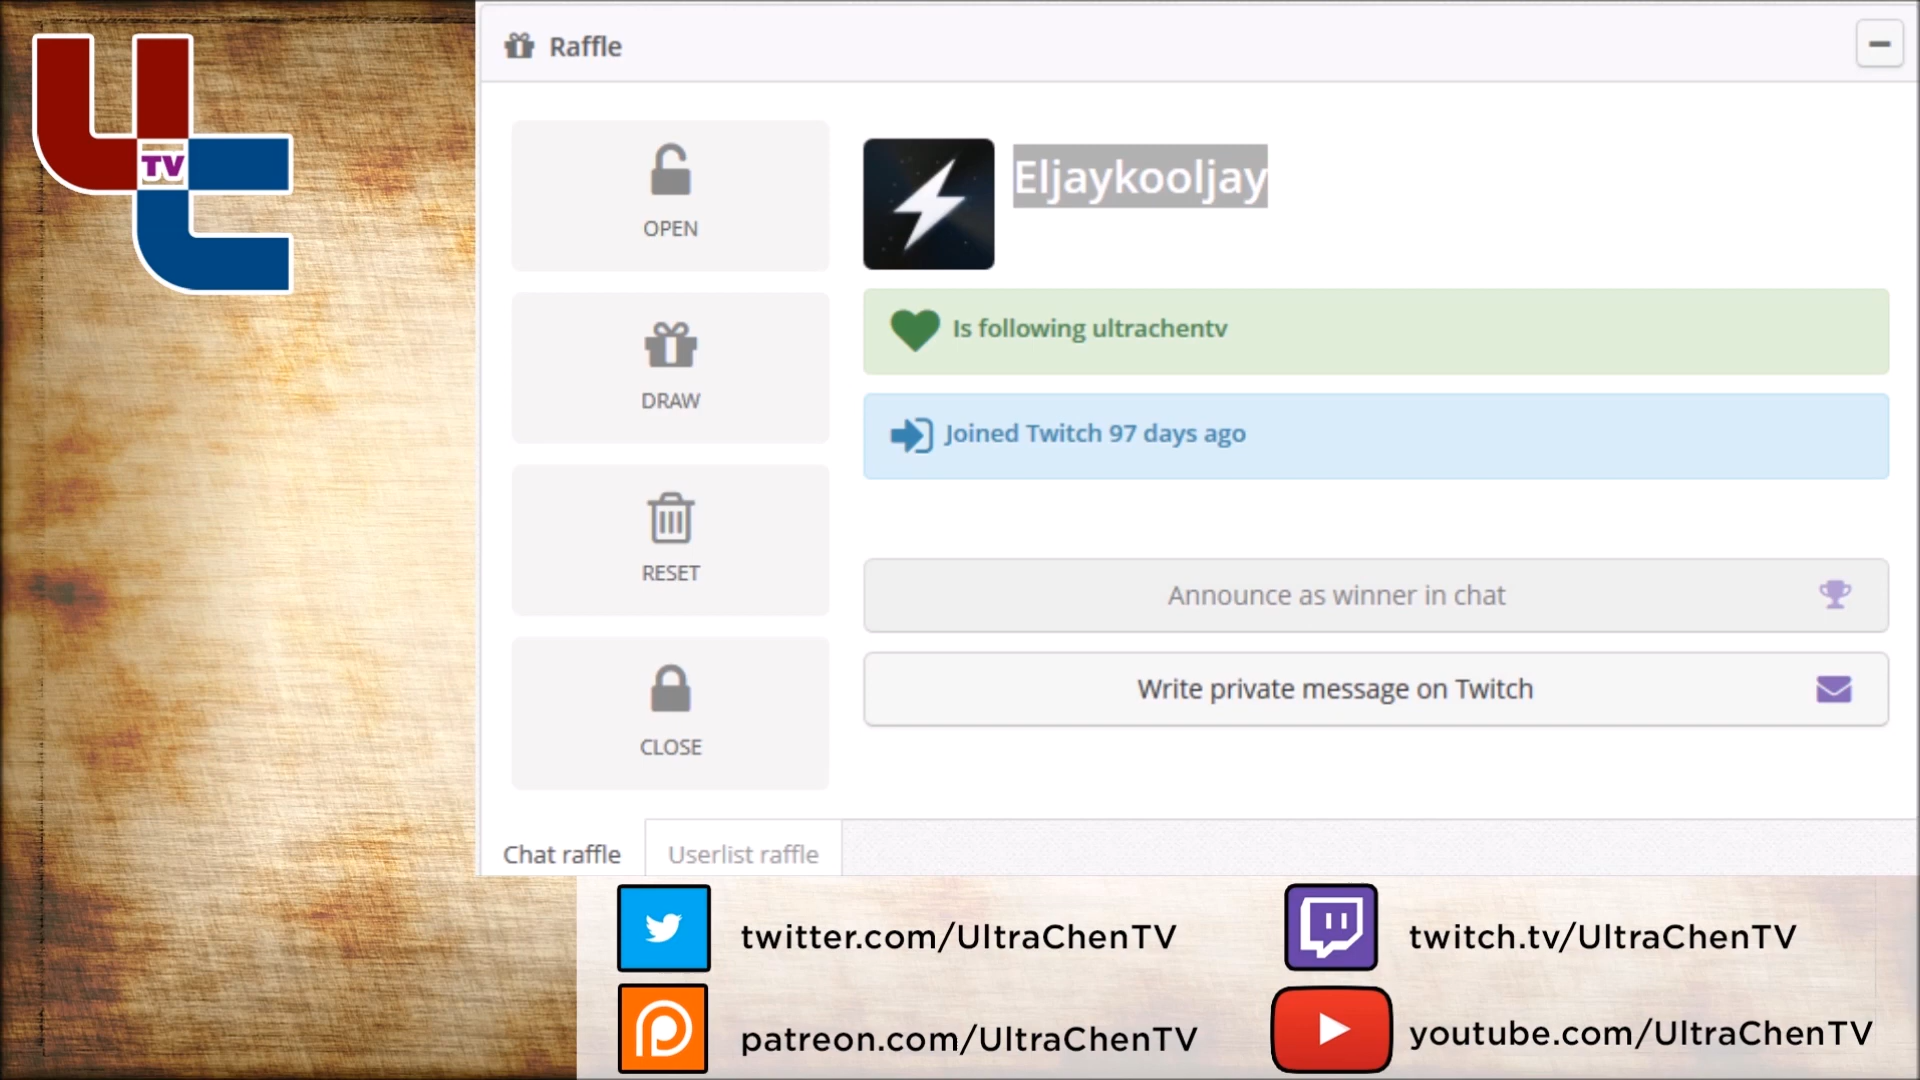 UC
TV
Raffle
OPEN
Eljaykooljay
Is following ultrachentv
DRAW
Joined Twitch 97 days ago
RESET
Announce as winner in chat
Write private message on Twitch
CLOSE
Chat raffle
Userlist raffle
twitter.com/UltraChenTV
twitch.tv/UltraChenTV
patreon.com/UltraChenTV
youtube.com/UltraChenTV